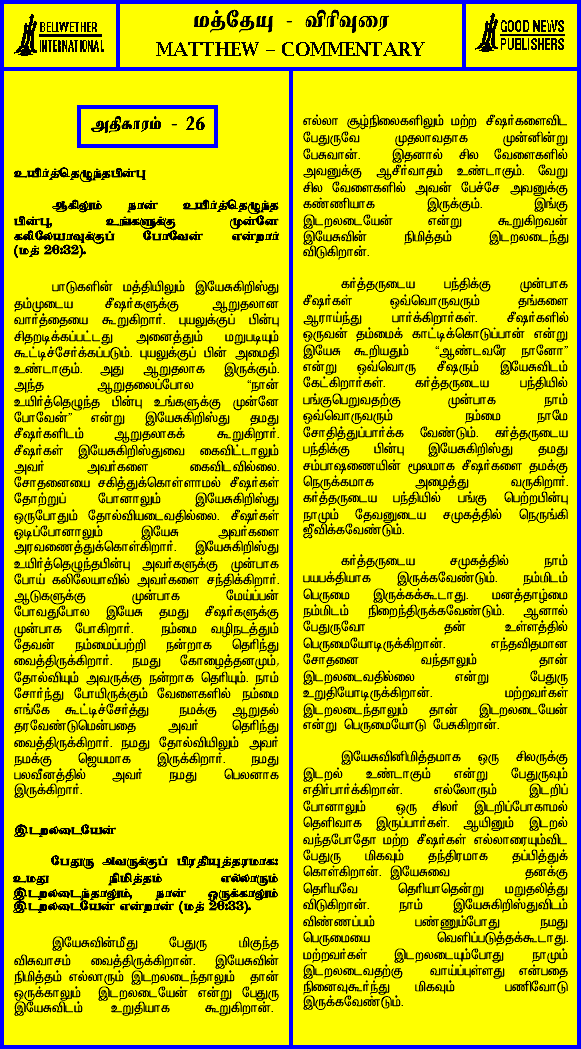 BELIWETHER
INTERNATIONAL
மத்தேயு - விரிவுரை
MATTHEW – COMMENTARY
GOOD NEWS
PUBLISHERS
அதிகாரம் - 26
உயிர்த்தெழுந்தபின்பு
ஆகிலும் நான் உயிர்த்தெழுந்த
பின்பு, உங்களுக்கு முன்னே
கலிலேயாவுக்குப் போவேன் என்றார்
(மத் 26:32).
பாடுகளின் மத்தியிலும் இயேசுகிறிஸ்து
தம்முடைய சீஷர்களுக்கு ஆறுதலான
வார்த்தையை கூறுகிறார். புயலுக்குப் பின்பு
சிதறடிக்கப்பட்டது அனைத்தும் மறுபடியும்
கூட்டிச்சேர்க்கப்படும். புயலுக்குப் பின் அமைதி
உண்டாகும். அது ஆறுதலாக இருக்கும்.
அந்த ஆறுதலைப்போல “நான்
உயிர்த்தெழுந்த பின்பு உங்களுக்கு முன்னே
போவேன்” என்று இயேசுகிறிஸ்து தமது
சீஷர்களிடம் ஆறுதலாகக் கூறுகிறார்.
சீஷர்கள் இயேசுகிறிஸ்துவை கைவிட்டாலும்
அவர் அவர்களை கைவிடவில்லை.
சோதனையை சகித்துக்கொள்ளாமல் சீஷர்கள்
தோற்றுப் போனாலும் இயேசுகிறிஸ்து
ஒருபோதும் தோல்வியடைவதில்லை. சீஷர்கள்
ஓடிப்போனாலும் இயேசு அவர்களை
அரவணைத்துக்கொள்கிறார். இயேசுகிறிஸ்து
உயிர்த்தெழுந்தபின்பு அவர்களுக்கு முன்பாக
போய் கலிலேயாவில் அவர்களை சந்திக்கிறார்.
ஆடுகளுக்கு முன்பாக மேய்ப்பன்
போவதுபோல இயேசு தமது சீஷர்களுக்கு
முன்பாக போகிறார். நம்மை வழிநடத்தும்
தேவன் நம்மைப்பற்றி நன்றாக தெரிந்து
வைத்திருக்கிறார். நமது கோழைத்தனமும்,
தோல்வியும் அவருக்கு நன்றாக தெரியும். நாம்
சோர்ந்து போயிருக்கும் வேளைகளில் நம்மை
எங்கே கூட்டிச்சேர்த்து நமக்கு ஆறுதல்
தரவேண்டுமென்பதை அவர் தெரிந்து
வைத்திருக்கிறார். நமது தோல்வியிலும் அவர்
நமக்கு ஜெயமாக இருக்கிறார். நமது
பலவீனத்தில் அவர் நமது பெலனாக
இருக்கிறார்.
இடறலடையேன்
பேதுரு அவருக்குப் பிரதியுத்தரமாக:
உமது நிமித்தம் எல்லாரும்
இடறலடைந்தாலும், நான் ஒருக்காலும்
இடறலடையேன் என்றான் (மத் 26:33).
இயேசுவின்மீது பேதுரு மிகுந்த
விசுவாசம் வைத்திருக்கிறான். இயேசுவின்
நிமித்தம் எல்லாரும் இடறலடைந்தாலும் தான்
ஒருக்காலும் இடறலடையேன் என்று பேதுரு
இயேசுவிடம் உறுதியாக கூறுகிறான்.
எல்லா சூழ்நிலைகளிலும் மற்ற சீஷர்களைவிட
பேதுருவே முதலாவதாக முன்னின்று
பேசுவான். இதனால் சில வேளைகளில்
அவனுக்கு ஆசீர்வாதம் உண்டாகும். வேறு
சில வேளைகளில் அவன் பேச்சே அவனுக்கு
கண்ணியாக இருக்கும். இங்கு
இடறலடையேன் என்று கூறுகிறவன்
இயேசுவின் நிமித்தம் இடறலடைந்து
விடுகிறான்.
கர்த்தருடைய பந்திக்கு முன்பாக
சீஷர்கள் ஒவ்வொருவரும் தங்களை
ஆராய்ந்து பார்க்கிறார்கள். சீஷர்களில்
ஒருவன் தம்மைக் காட்டிக்கொடுப்பான் என்று
இயேசு கூறியதும் “ஆண்டவரே நானோ”
என்று ஒவ்வொரு சீஷரும் இயேசுவிடம்
கேட்கிறார்கள். கர்த்தருடைய பந்தியில்
பங்குபெறுவதற்கு முன்பாக நாம்
ஒவ்வொருவரும் நம்மை நாமே
சோதித்துப்பார்க்க வேண்டும். கர்த்தருடைய
பந்திக்கு பின்பு இயேசுகிறிஸ்து தமது
சம்பாஷணையின் மூலமாக சீஷர்களை தமக்கு
நெருக்கமாக அழைத்து வருகிறார்.
கர்த்தருடைய பந்தியில் பங்கு பெற்றபின்பு
நாமும் தேவனுடைய சமுகத்தில் நெருங்கி
ஜீவிக்கவேண்டும்.
கர்த்தருடைய சமுகத்தில் நாம்
பயபக்தியாக இருக்கவேண்டும். நம்மிடம்
பெருமை இருக்கக்கூடாது. மனத்தாழ்மை
நம்மிடம் நிறைந்திருக்கவேண்டும். ஆனால்
பேதுருவோ தன் உள்ளத்தில்
பெருமையோடிருக்கிறான். எந்தவிதமான
சோதனை வந்தாலும் தான்
இடறலடைவதில்லை என்று பேதுரு
உறுதியோடிருக்கிறான். மற்றவர்கள்
இடறலடைந்தாலும் தான் இடறலடையேன்
என்று பெருமையோடு பேசுகிறான்.
இயேசுவினிமித்தமாக ஒரு சிலருக்கு
இடறல் உண்டாகும் என்று பேதுருவும்
எதிர்பார்க்கிறான். எல்லோரும் இடறிப்
போனாலும் ஒரு சிலர் இடறிப்போகாமல்
தெளிவாக இருப்பார்கள். ஆயினும் இடறல்
வந்தபோதோ மற்ற சீஷர்கள் எல்லாரையும்விட
பேதுரு மிகவும் தந்திரமாக தப்பித்துக்
கொள்கிறான். இயேசுவை தனக்கு
தெரியவே தெரியாதென்று மறுதலித்து
விடுகிறான். நாம் இயேசுகிறிஸ்துவிடம்
விண்ணப்பம் பண்ணும்போது நமது
பெருமையை வெளிப்படுத்தக்கூடாது.
மற்றவர்கள் இடறலடையும்போது நாமும்
இடறலடைவதற்கு வாய்ப்புள்ளது என்பதை
நினைவுகூர்ந்து மிகவும் பணிவோடு
இருக்கவேண்டும்.